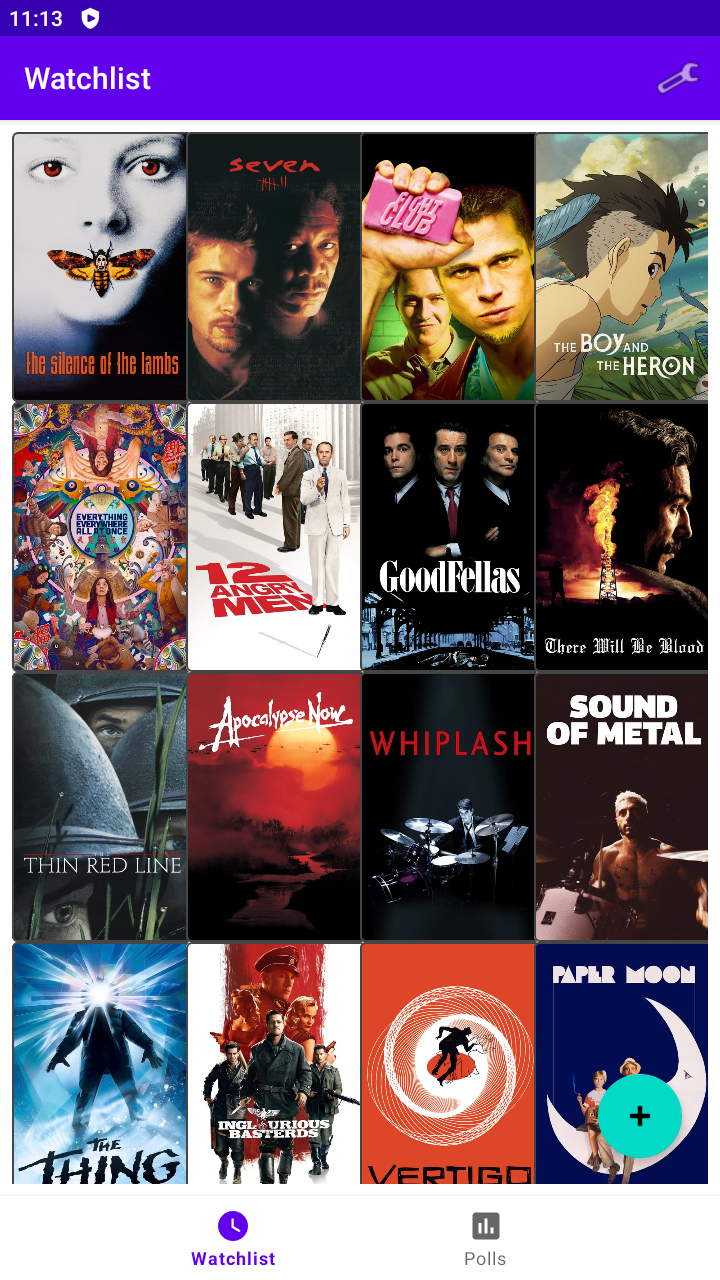 11:13
Watchlist
the silence of the lambs
seven
FIGHT
CLUB
THE BOY AND
THE HERON
EVERYTHING
EVERYWHERE
ALL AT ONCE
12
ANGRY
MEN
GoodFellas
There Will Be Blood
THIN RED LINE
Apocalypse Now
WHIPLASH
SOUND
OF METAL
THE
THING
INGLOURIOUS
BASTERDS
VERTIGO
PAPER MOON
+
Watchlist
Polls